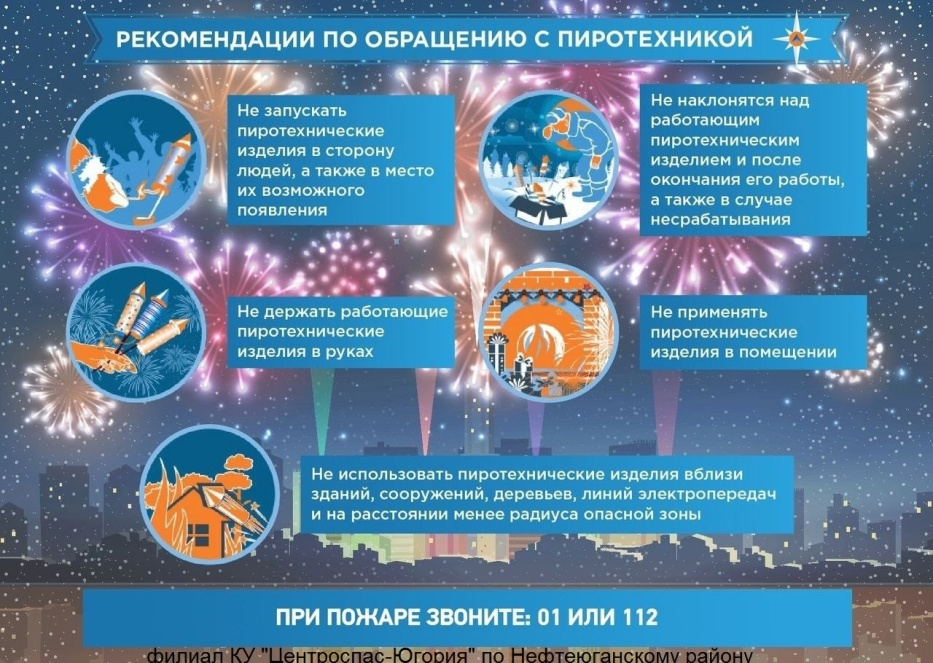 РЕКОМЕНДАЦИИ ПО ОБРАЩЕНИЮ С ПИРОТЕХНИКОЙ
Не запускать
пиротехнические
изделия в сторону
людей, а также в место
их возможного
появления
Не наклонятся над
работающим
пиротехническим
изделием и после
окончания его работы,
а также в случае
несрабатывания
Не держать работающие
пиротехнические
изделия в руках
Не применять
пиротехнические
изделия в помещении
Не использовать пиротехнические изделия вблизи
зданий, сооружений, деревьев, линий электропередач
и на расстоянии менее радиуса опасной зоны
ПРИ ПОЖАРЕ ЗВОНИТЕ: 01 ИЛИ 112
филиал КУ "Центроспас-Югория" по Нефтеюганскому району